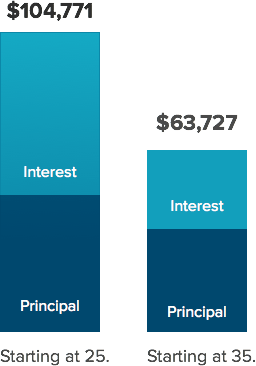 $104,771
$63,727
Interest
Interest
Principal
Principal
Starting at 25.
Starting at 35.